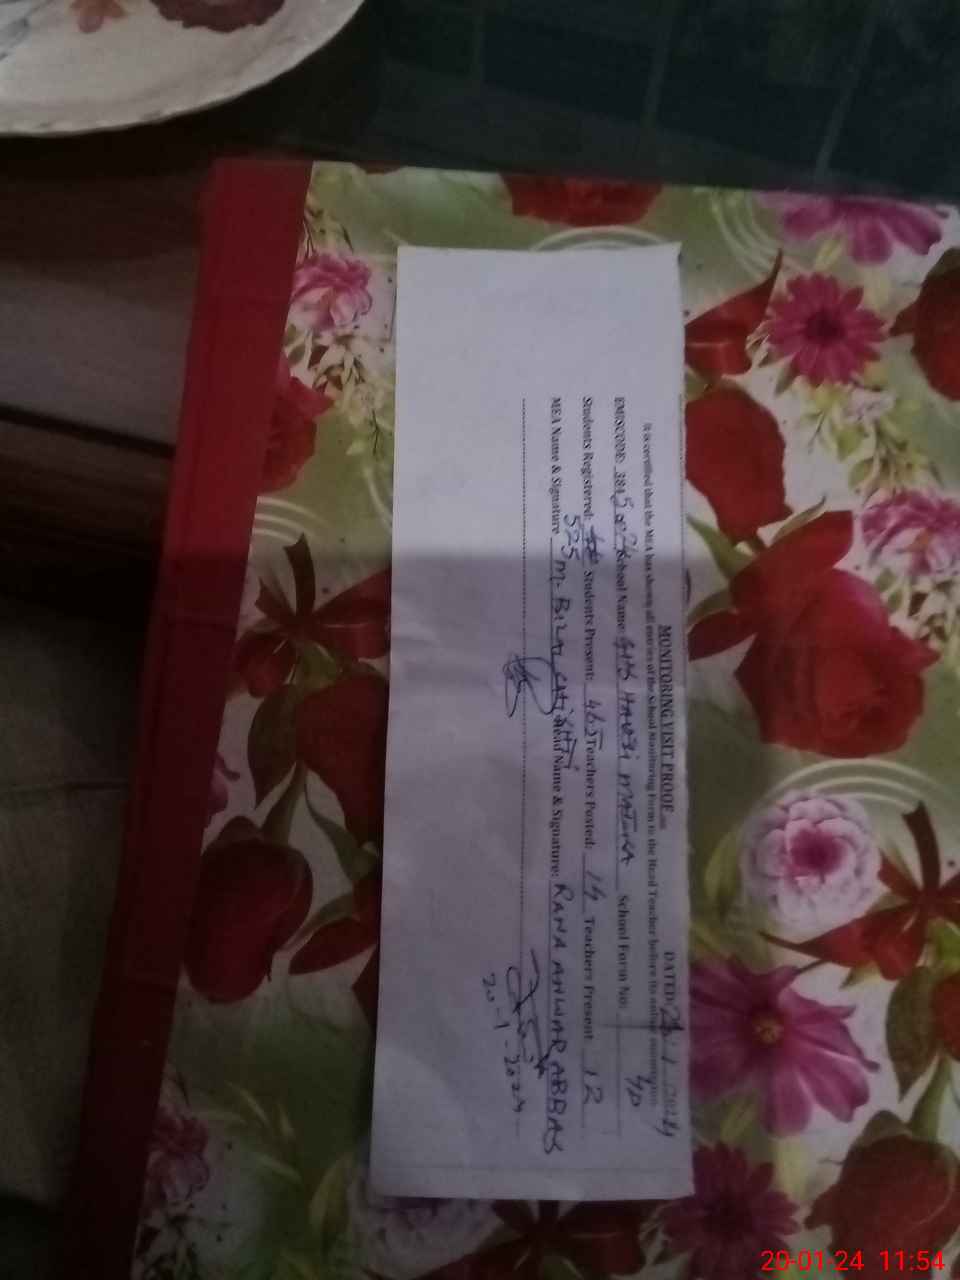 MONITORING VISIT PROOF DATED: 20-1-2024
It is certified that the MEA has shown all entries of the School Monitoring Form to the Head Teacher before its online
EMISCODE: School Name: GHS HAVELI School Form No:
Students Registered: 525 Students Present: 465 Teachers Posted: 14 Teachers Present 12
MEA Name & Signature M. BILAL Head Name & Signature: RANA ANWAR ABBAS
20-1-2024
20-01-24 11:54